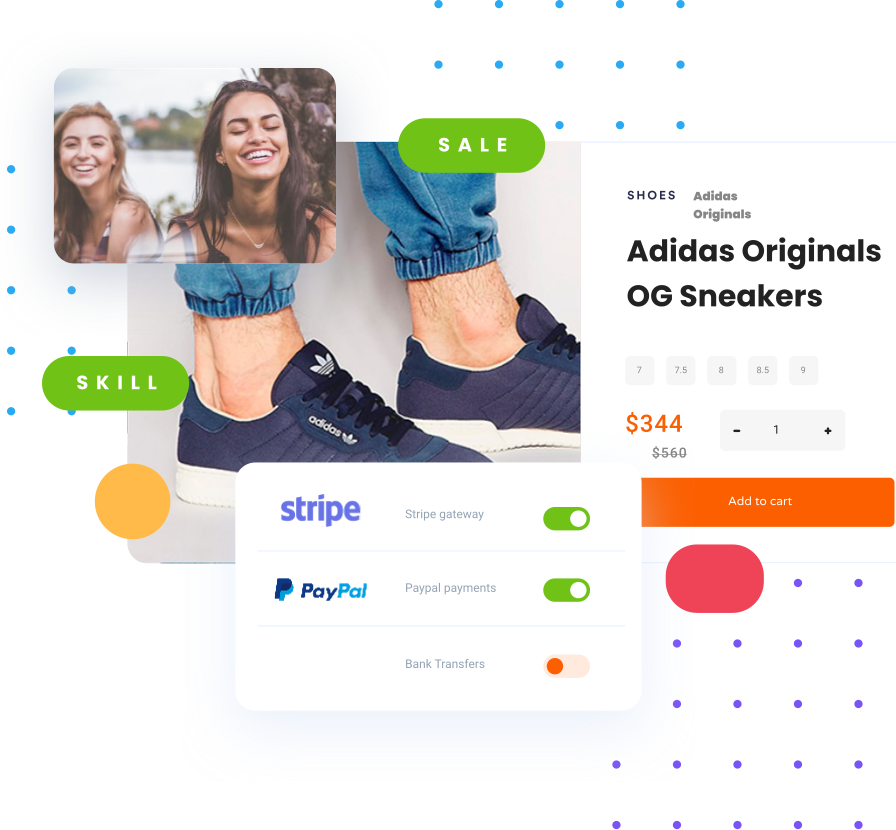 SALE
SHOES
Adidas
Originals
Adidas Originals
OG Sneakers
7 7.5 8 8.5 9
SKILL
adidas
$344
- 1 +
$560
stripe
Stripe gateway
Add to cart
PayPal
Paypal payments
Bank Transfers